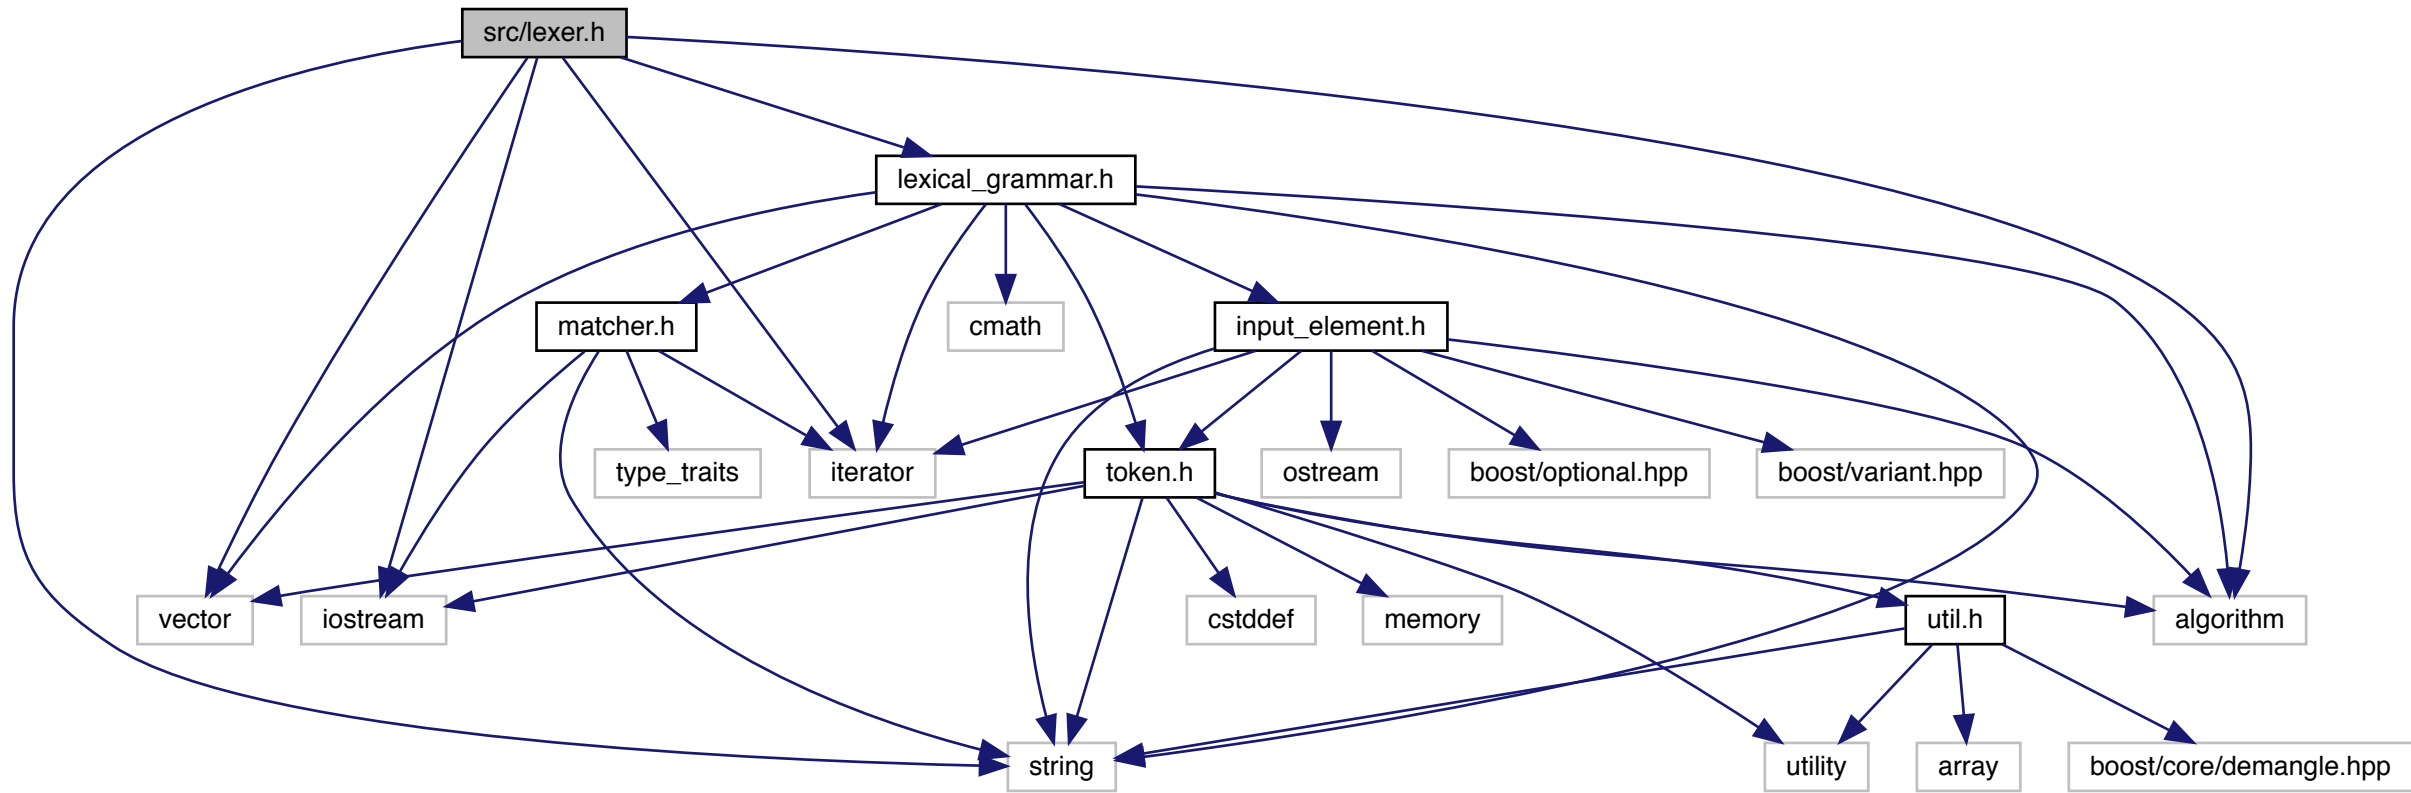 src/lexer.h
lexical_grammar.h
matcher.h
cmath
input_element.h
type_traits
iterator
token.h
ostream
boost/optional.hpp
boost/variant.hpp
vector
iostream
cstddef
memory
util.h
algorithm
string
utility
array
boost/core/demangle.hpp